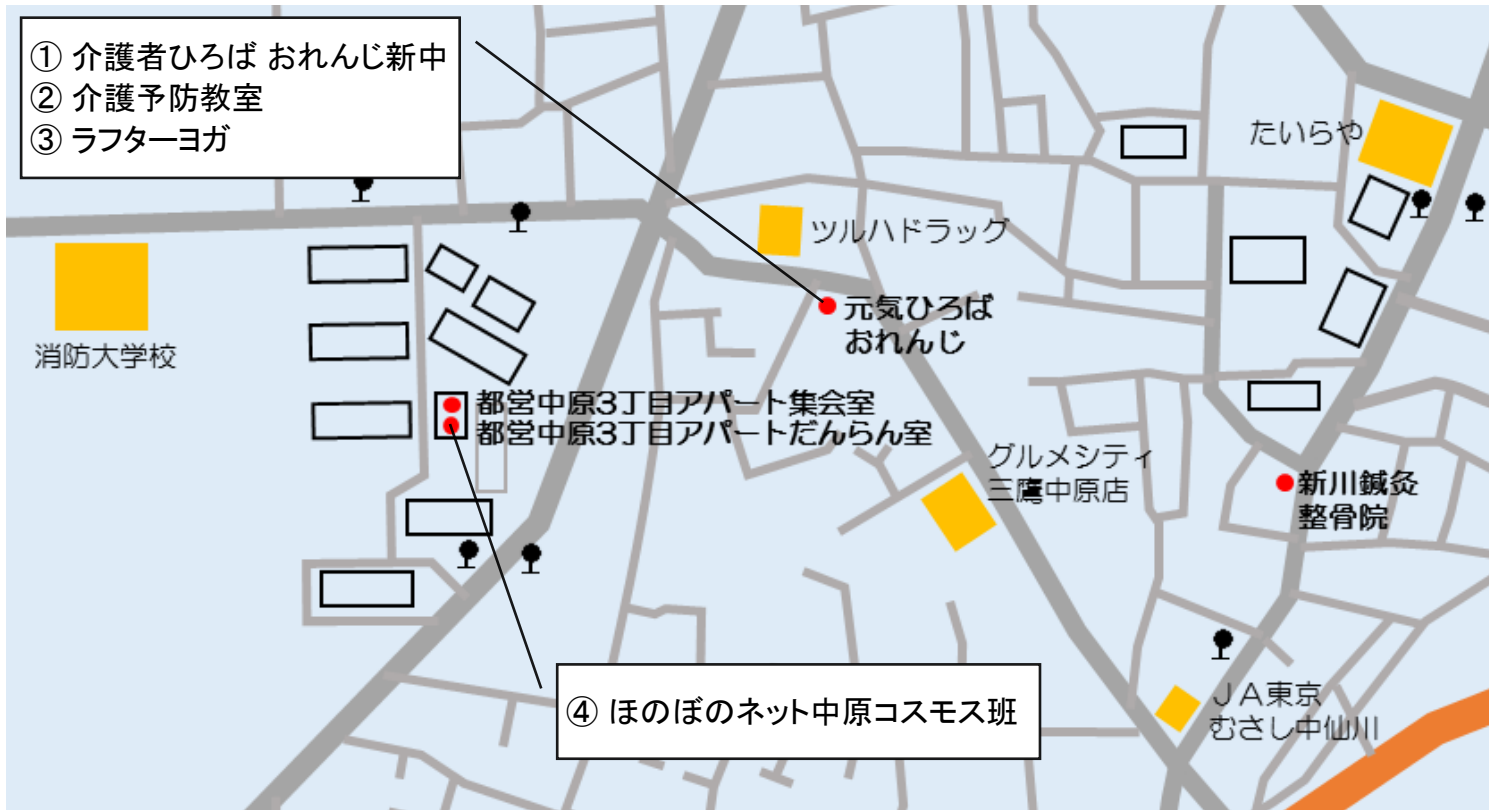 ① 介護者ひろば おれんじ新中
② 介護予防教室
③ ラフターヨガ
たいらや
ツルハドラッグ
元気ひろば
おれんじ
消防大学校
都営中原3丁目アパート集会室
都営中原3丁目アパートだんらん室
グルメシティ
三鷹中原店
新川鍼灸
整骨院
④ ほのぼのネット中原コスモス班
JA東京
むさし中仙川